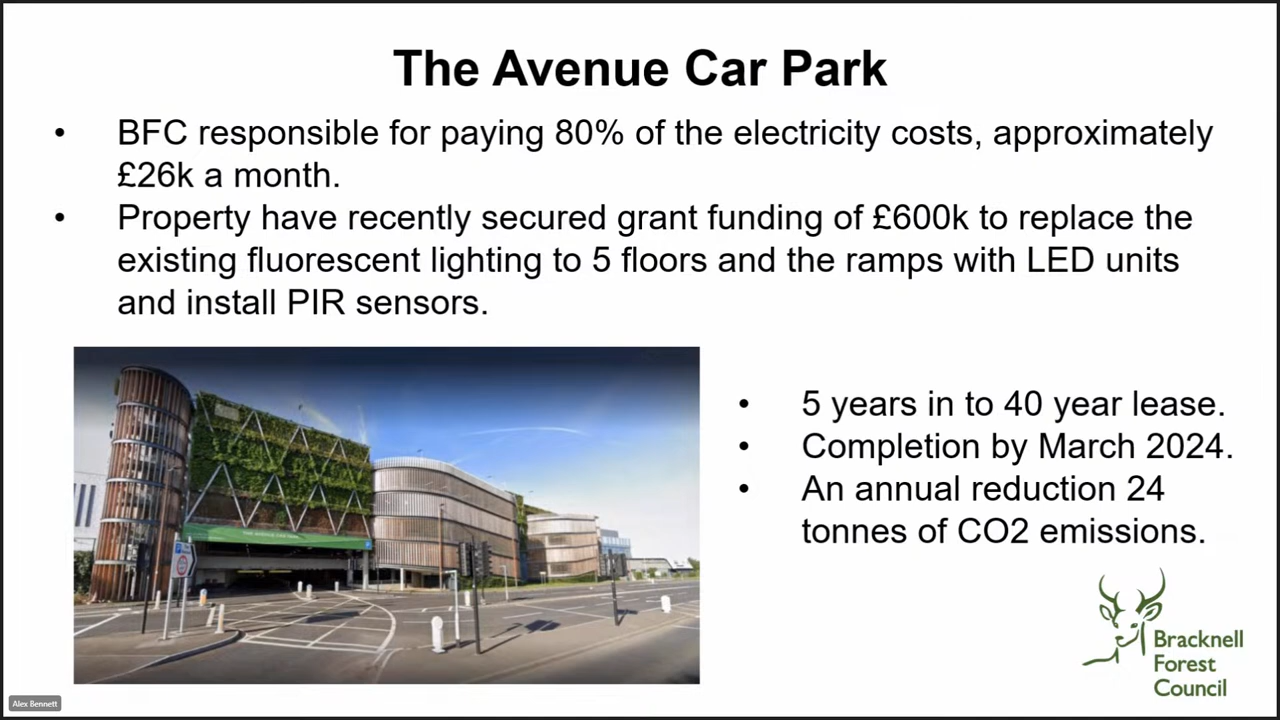 The Avenue Car Park
• BFC responsible for paying 80% of the electricity costs, approximately
£26k a month.
• Property have recently secured grant funding of £600k to replace the
existing fluorescent lighting to 5 floors and the ramps with LED units
and install PIR sensors.
THE AVENUE CAR PARK
• 5 years in to 40 year lease.
• Completion by March 2024.
• An annual reduction 24
tonnes of CO2 emissions.
Bracknell
Forest
Council
Alex Bennett